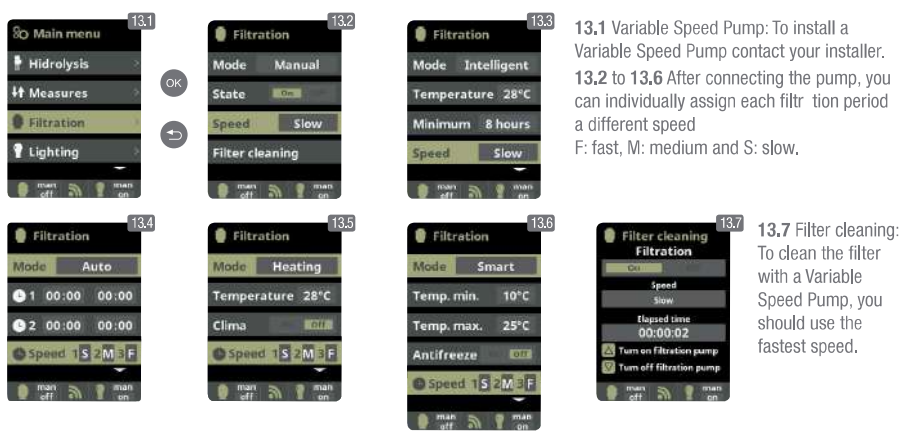 13.1
Main menu
Hidrolysis
Measures
Filtration
Lighting
man off
man on
OK
13.2
Filtration
Mode Manual
State On
Speed Slow
Filter cleaning
man off
man on
13.3
Filtration
Mode Intelligent
Temperature 28°C
Minimum 8 hours
Speed Slow
man off
man on
13.1 Variable Speed Pump: To install a
Variable Speed Pump contact your installer.
13.2 to 13.6 After connecting the pump, you
can individually assign each filtr tion period
a different speed
F: fast, M: medium and S: slow.
13.4
Filtration
Mode Auto
1 00:00 00:00
2 00:00 00:00
Speed 1 S 2 M 3 F
man off
man on
13.5
Filtration
Mode Heating
Temperature 28°C
Clima Off
Speed 1 S 2 M 3 F
man off
man on
13.6
Filtration
Mode Smart
Temp. min. 10°C
Temp. max. 25°C
Antifreeze Off
Speed 1 S 2 M 3 F
man off
man on
13.7
Filter cleaning
Filtration
On
Speed
Slow
Elapsed time
00:00:02
Turn on filtration pump
Turn off filtration pump
man off
man on
13.7 Filter cleaning:
To clean the filter
with a Variable
Speed Pump, you
should use the
fastest speed.